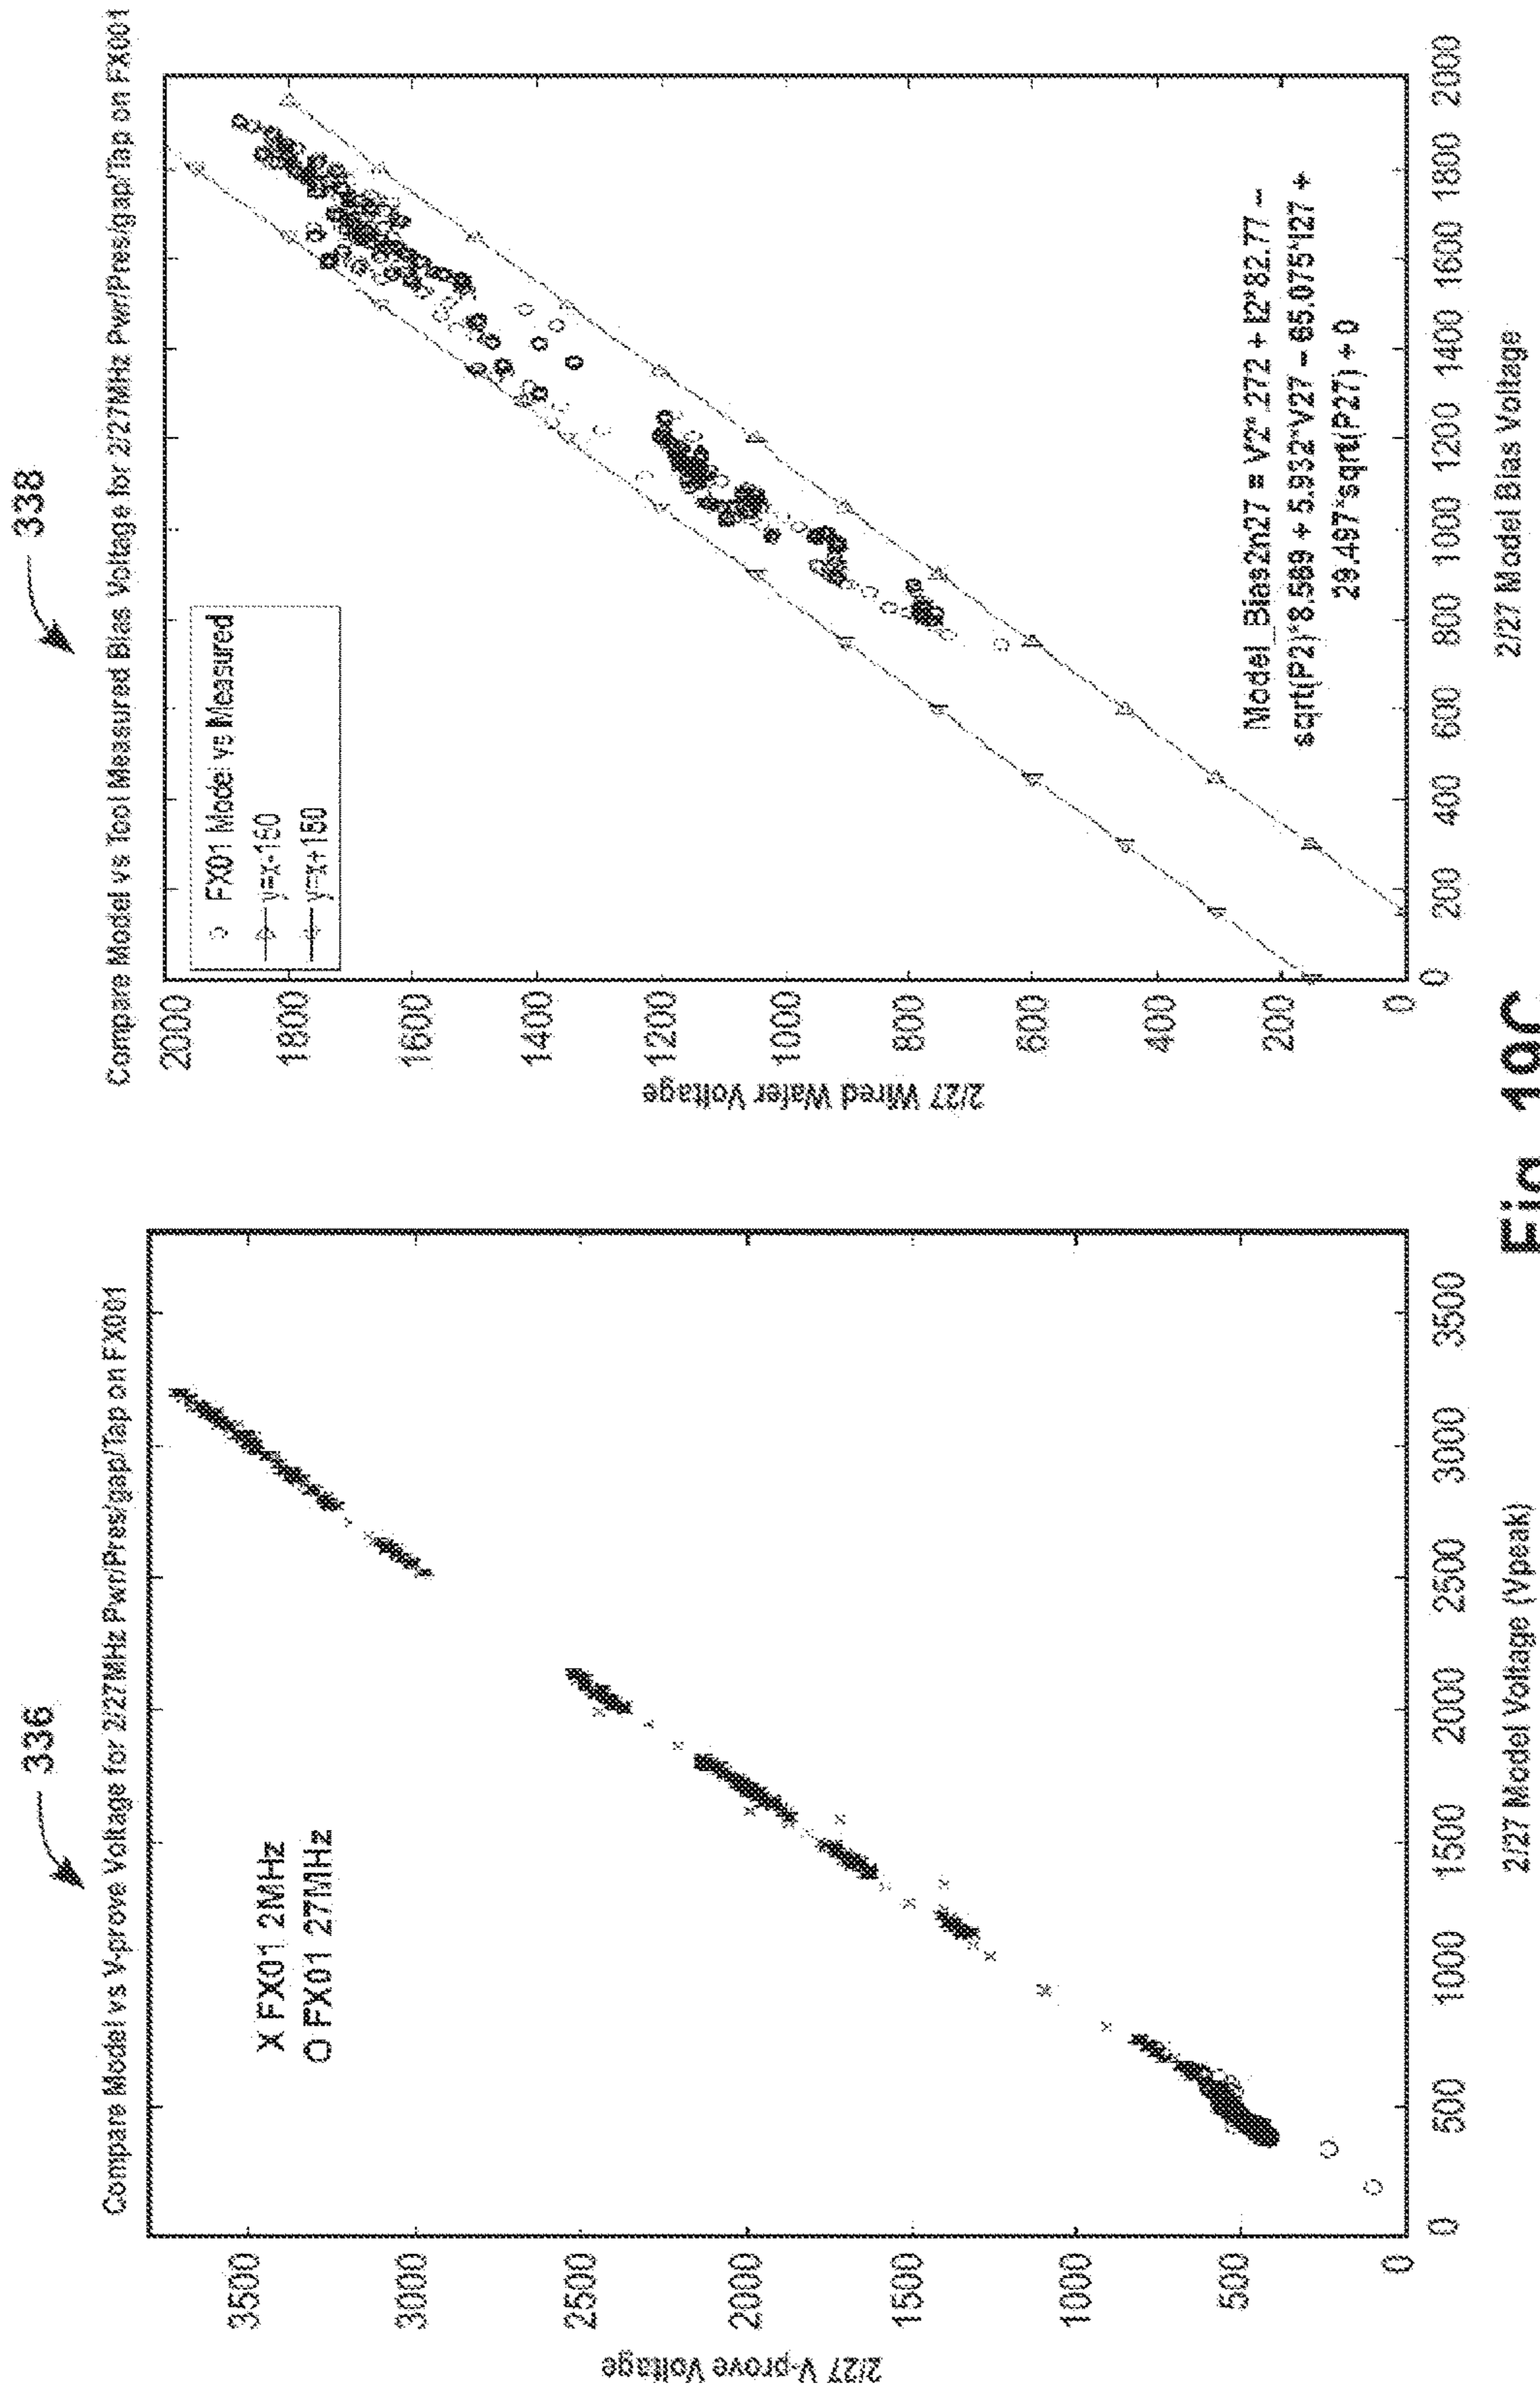 336
Compare Model vs V-prove Voltage for 2/27MHz Pwr/Pres/gap/Tap on FX001
X FX01 2MHz
O FX01 27MHz
2/27 V-prove Voltage
3500
3000
2500
2000
1500
1000
500
0
0 500 1000 1500 2000 2500 3000 3500
2/27 Model Voltage (Vpeak)
338
Compare Model vs Tool Measured Bias Voltage for 2/27MHz Pwr/Pres/gap/Tap on FX001
FX01 Model vs Measured
y=x-150
y=x+150
2/27 Wired Wafer Voltage
2000
1800
1600
1400
1200
1000
800
600
400
200
0
0 200 400 600 800 1000 1200 1400 1600 1800 2000
Model_Bias2n27 = V2*.272 + I2*82.77 –
sqrt(P2)*8.569 + 5.932*V27 – 65.075*I27 +
29.497*sqrt(P27) + 0
2/27 Model Bias Voltage
Fig. 19C